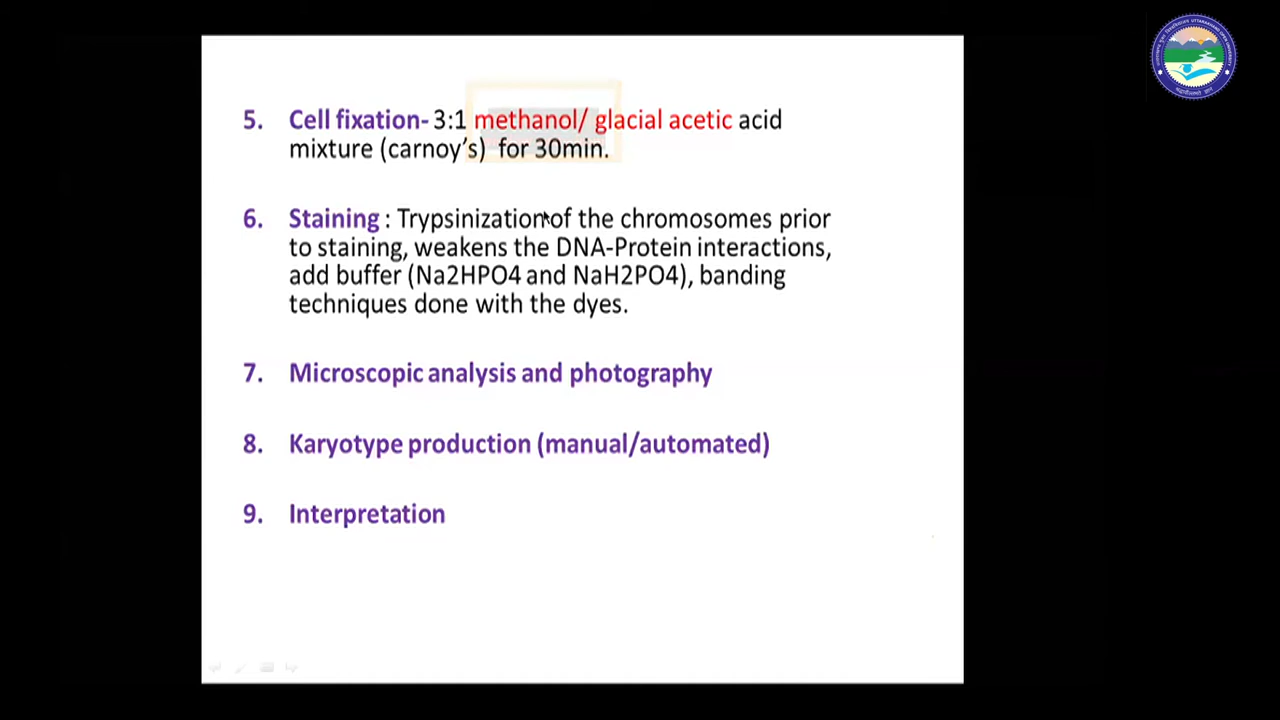 5. Cell fixation- 3:1 methanol/ glacial acetic acid
mixture (carnoy's) for 30min.
6. Staining : Trypsinization of the chromosomes prior
to staining, weakens the DNA-Protein interactions,
add buffer (Na2HPO4 and NaH2PO4), banding
techniques done with the dyes.
7. Microscopic analysis and photography
8. Karyotype production (manual/automated)
9. Interpretation